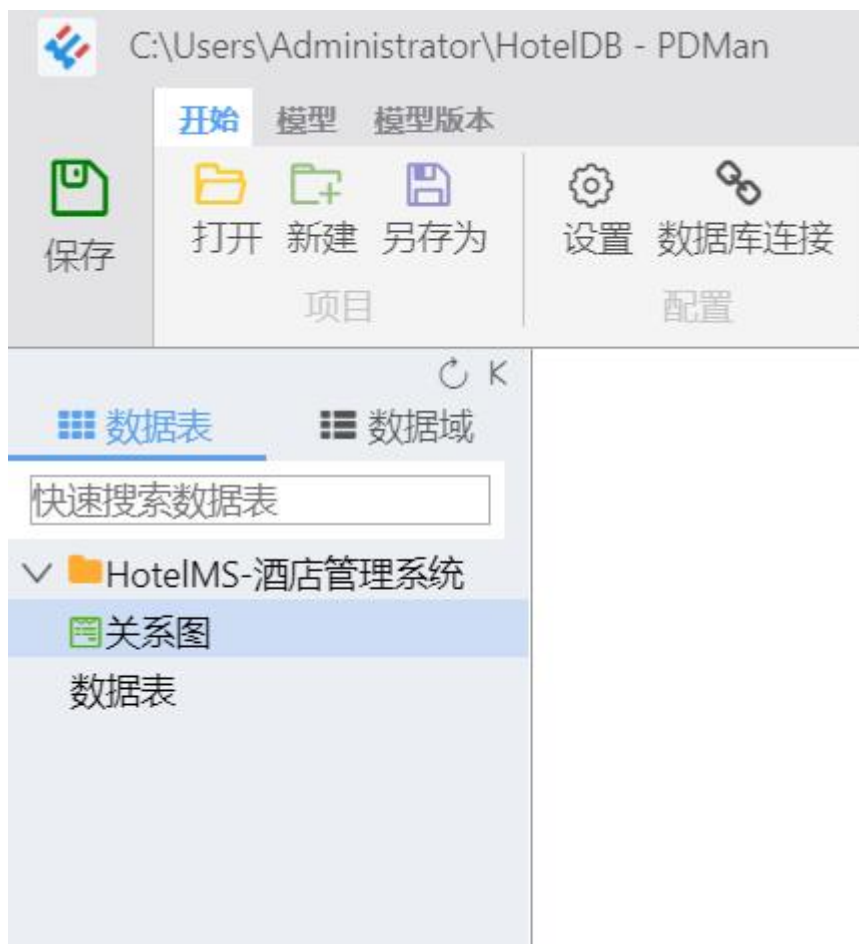 C:\Users\Administrator\HotelDB - PDMan
开始 模型 模型版本
保存 打开 新建 另存为 设置 数据库连接
项目 配置
数据表 数据域
快速搜索数据表
HotelMS-酒店管理系统
关系图
数据表